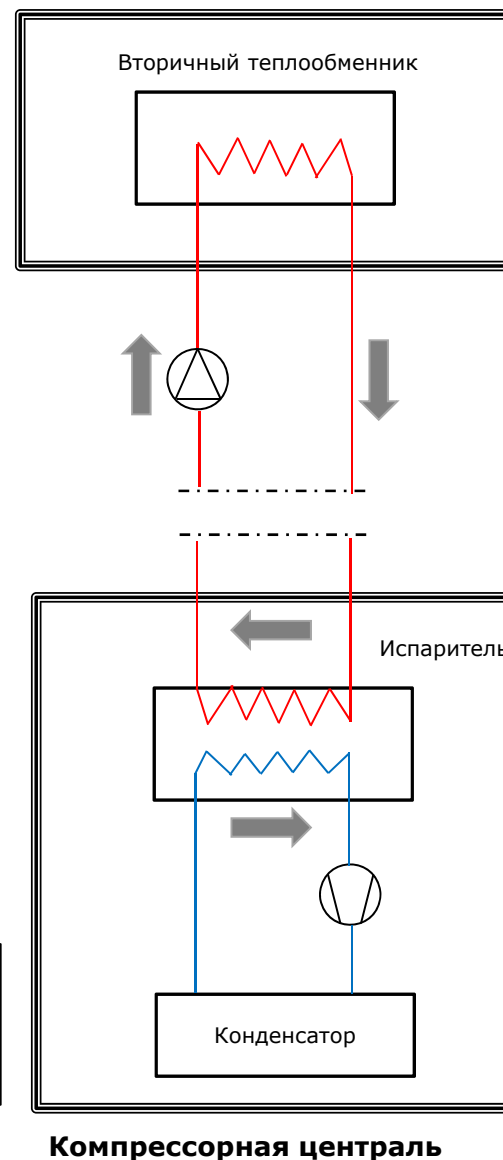 Вторичный теплообменник
Испаритель
Конденсатор
Компрессорная централь